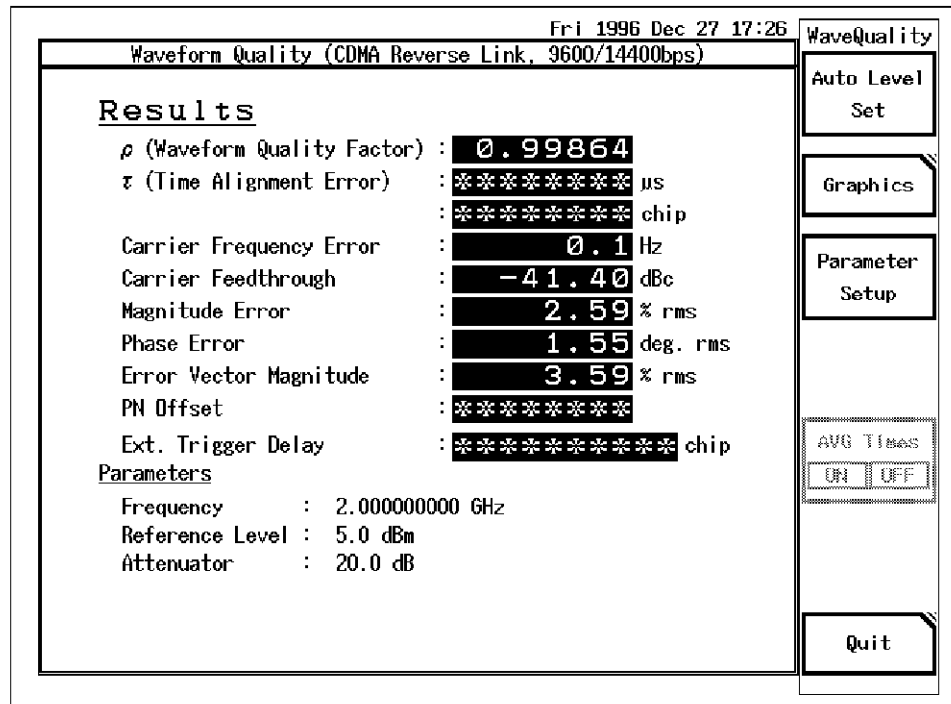 Fri 1996 Dec 27 17:26
Waveform Quality (CDMA Reverse Link, 9600/14400bps)
Results
ρ (Waveform Quality Factor) : 0.99864
τ (Time Alignment Error) : ******** µs
: ******** chip
Carrier Frequency Error : 0.1 Hz
Carrier Feedthrough : -41.40 dBc
Magnitude Error : 2.59 % rms
Phase Error : 1.55 deg. rms
Error Vector Magnitude : 3.59 % rms
PN Offset : ********
Ext. Trigger Delay : ********** chip
Parameters
Frequency : 2.000000000 GHz
Reference Level : 5.0 dBm
Attenuator : 20.0 dB
WaveQuality
Auto Level
Set
Graphics
Parameter
Setup
AVG Times
ON OFF
Quit